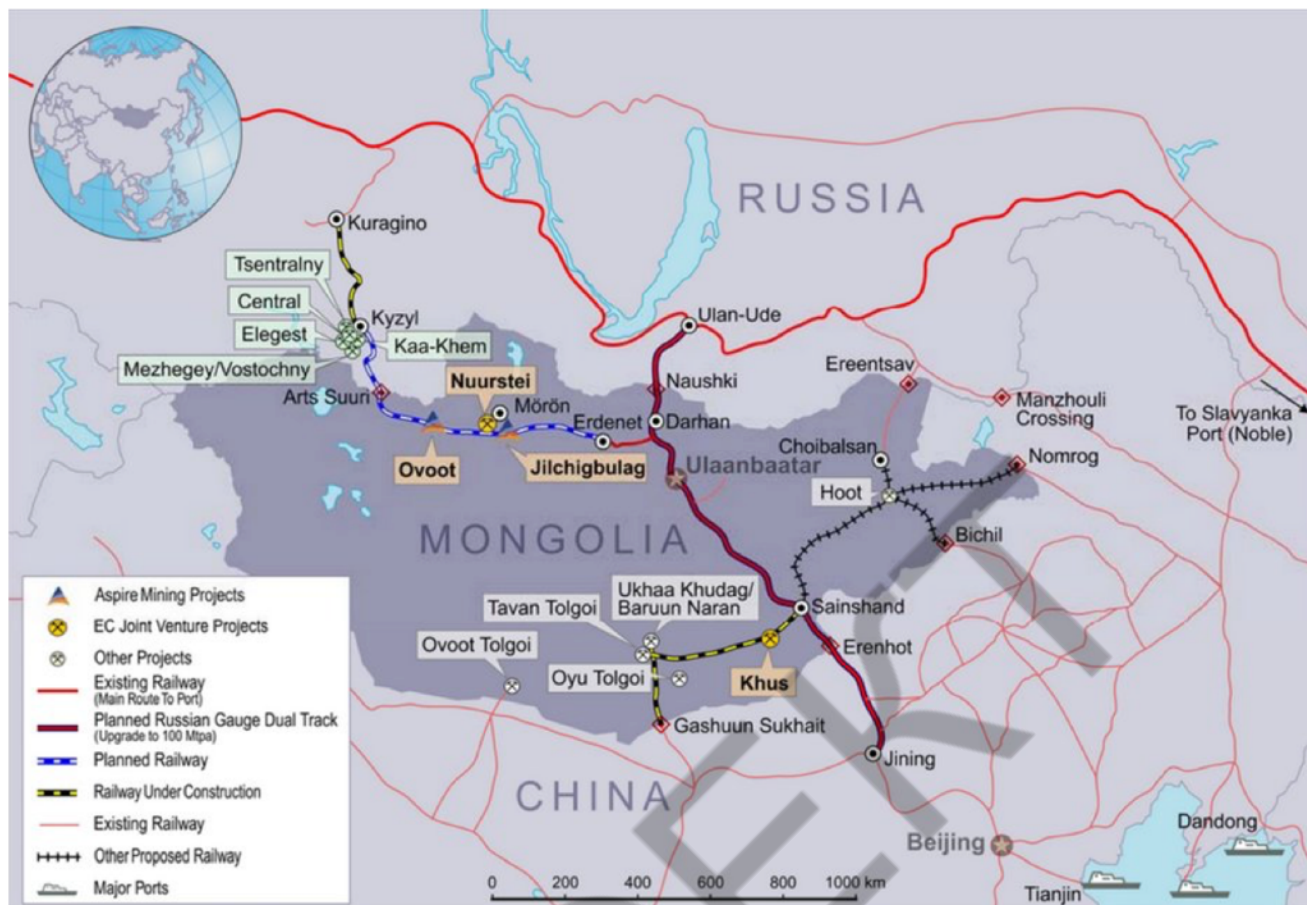 RUSSIA
Kuragino
Tsentralny
Central
Kyzyl
Elegest
Kaa-Khem
Mezhegey/Vostochny
Ulan-Ude
Ereentsav
Arts Suuri
Nuurstei
Mörön
Naushki
Manzhouli
Crossing
Erdenet
Darhan
To Slavyanka
Port (Noble)
Ovoot
Jilchigbulag
Ulaanbaatar
Choibalsan
Nomrog
Hoot
MONGOLIA
Bichil
Ukhaa Khudag/
Baruun Naran
Tavan Tolgoi
Sainshand
Ovoot Tolgoi
Oyu Tolgoi
Khus
Erenhot
Gashuun Sukhait
Jining
CHINA
Beijing
Dandong
Tianjin
Aspire Mining Projects
EC Joint Venture Projects
Other Projects
Existing Railway
(Main Route To Port)
Planned Russian Gauge Dual Track
(Upgrade to 100 Mtpa)
Planned Railway
Railway Under Construction
Existing Railway
Other Proposed Railway
Major Ports
0 200 400 600 800 1000 km